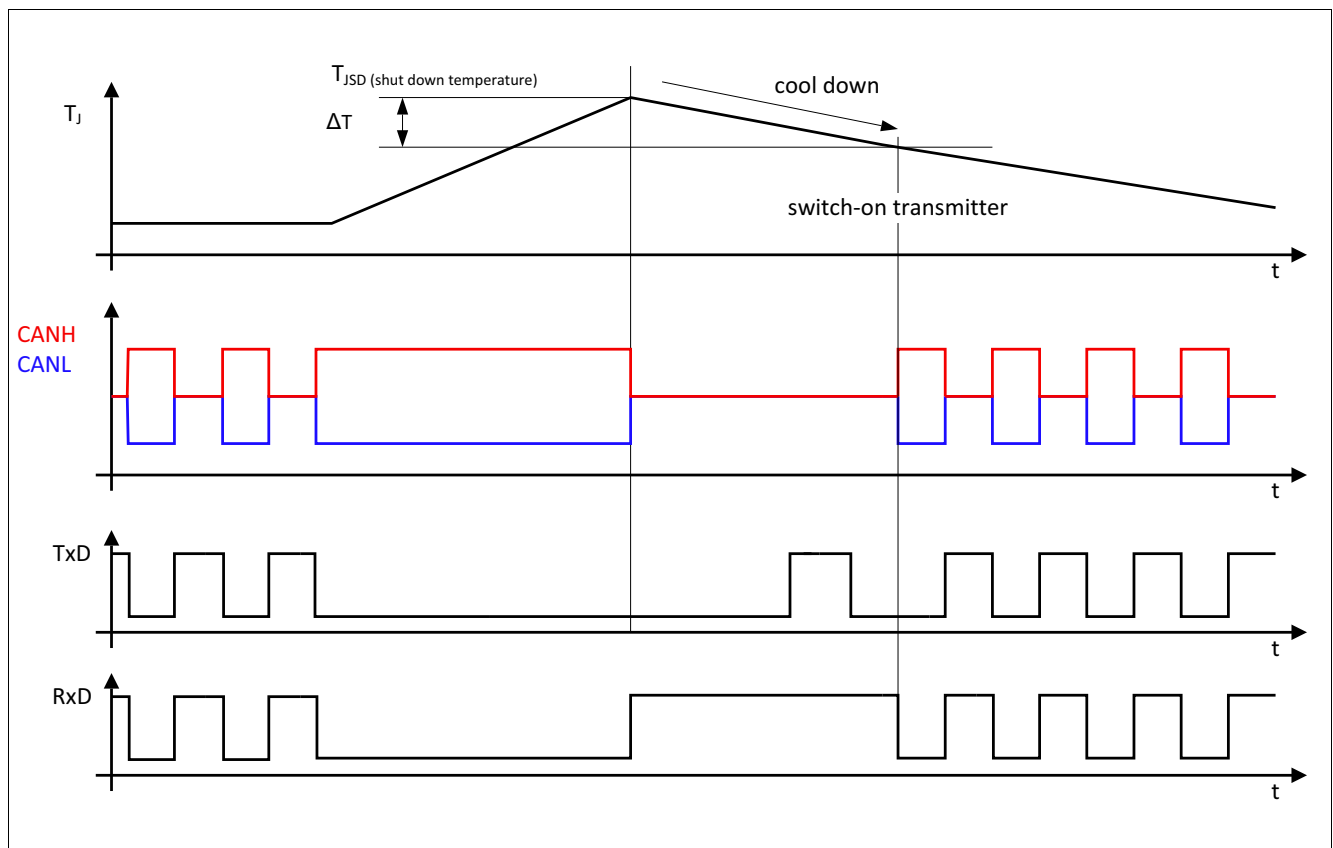 TJSD (shut down temperature)
cool down
TJ
ΔT
switch-on transmitter
t
CANH
CANL
t
TxD
t
RxD
t